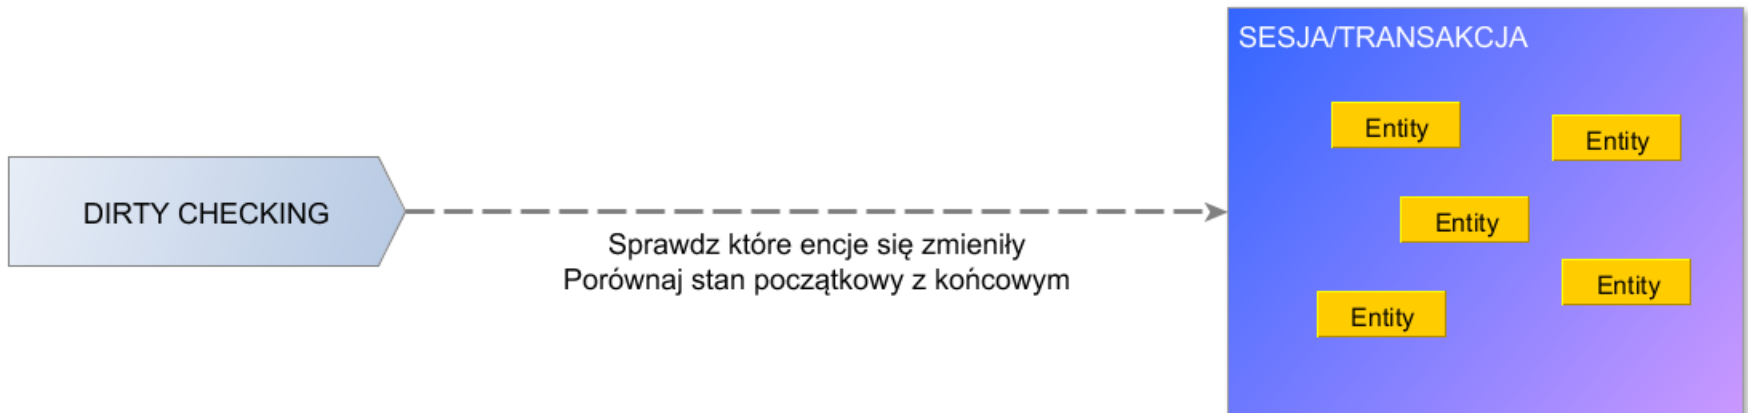 SESJA/TRANSAKCJA
Entity
Entity
DIRTY CHECKING
Entity
Sprawdz które encje się zmieniły
Porównaj stan początkowy z końcowym
Entity
Entity